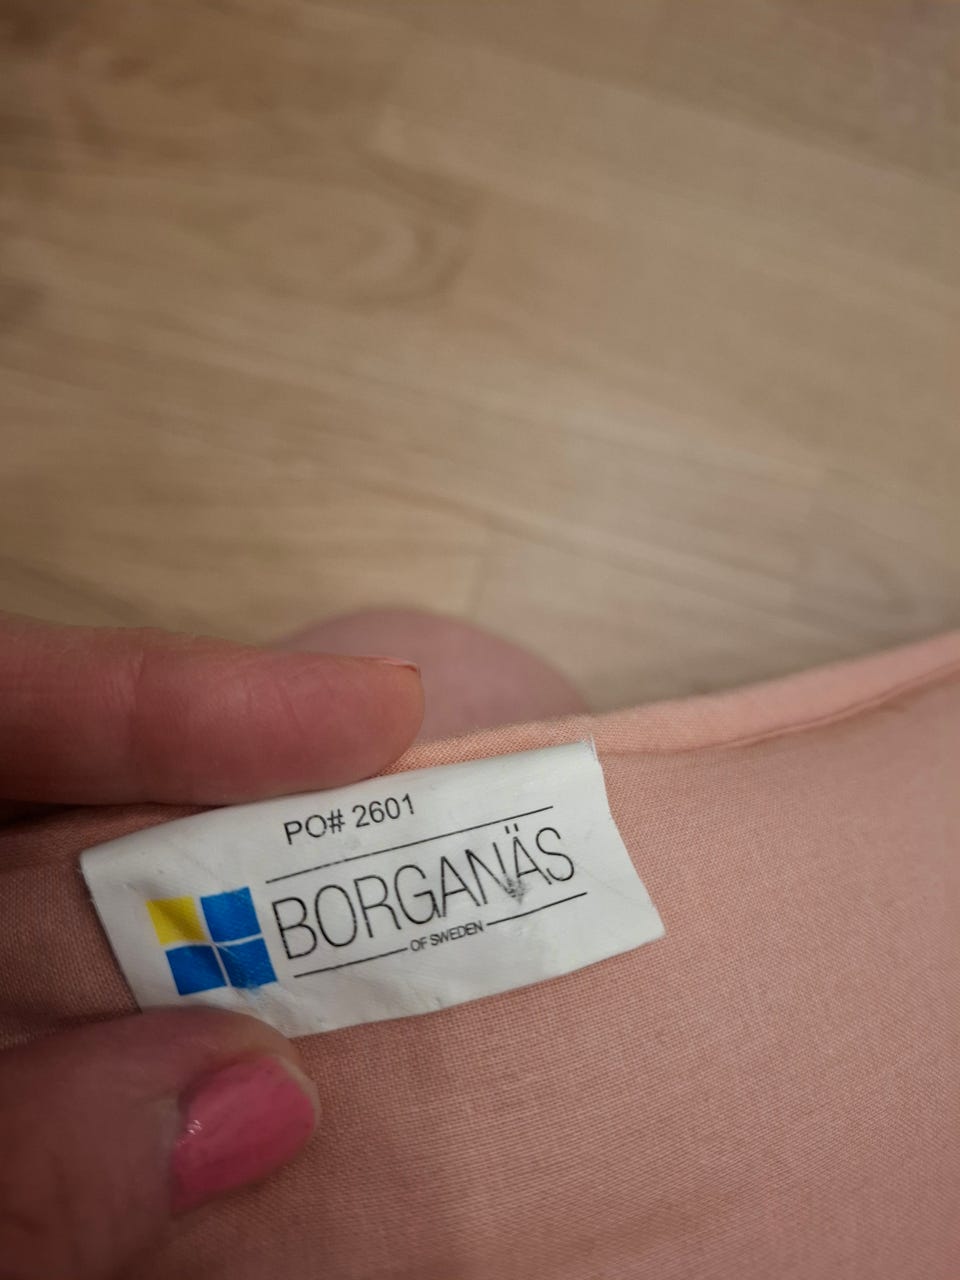 PO# 2601
BORGANÄS
OF SWEDEN